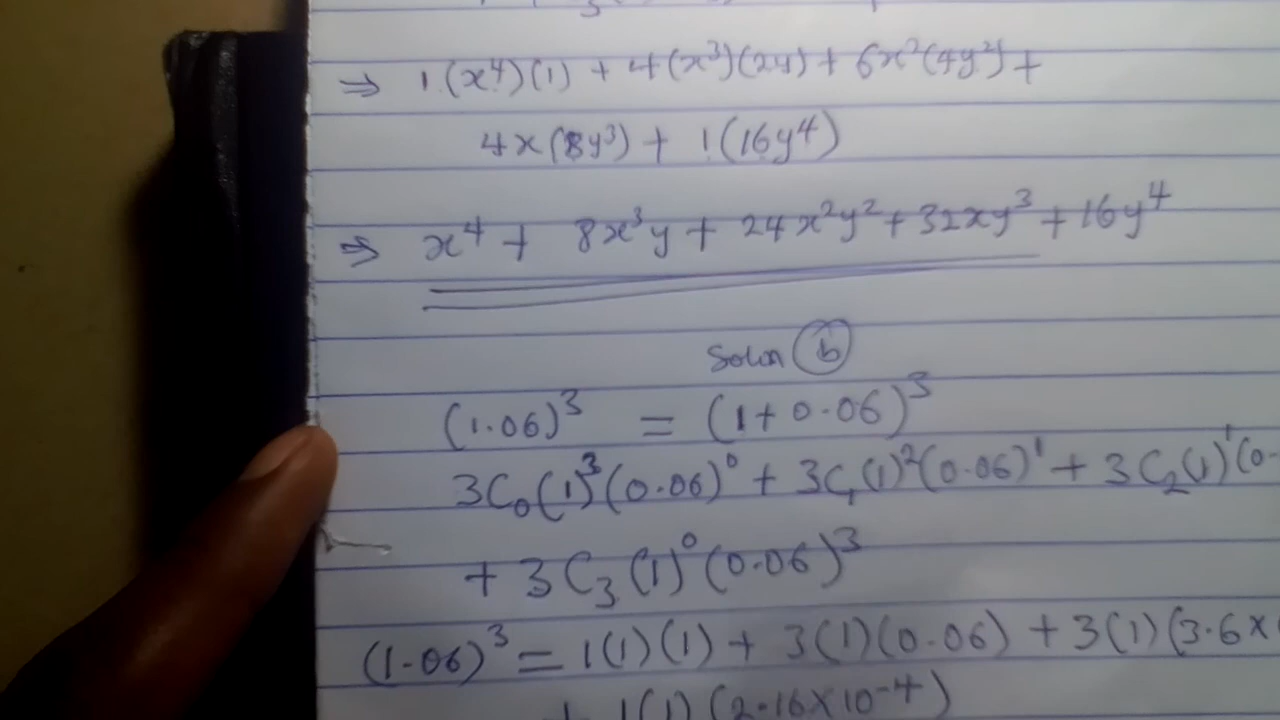 ⇒ 1(x⁴)(1) + 4(x³)(2y) + 6x²(4y²) +
4x(8y³) + 1(16y⁴)
⇒ x⁴ + 8x³y + 24x²y² + 32xy³ + 16y⁴
Soln (b)
(1.06)³ = (1+0.06)³
3C₀(1)³(0.06)⁰ + 3C₁(1)²(0.06)¹ + 3C₂(1)¹(0.
+ 3C₃(1)⁰(0.06)³
(1.06)³ = 1(1)(1) + 3(1)(0.06) + 3(1)(3.6×1
+ 1(1)(2.16×10⁻⁴)